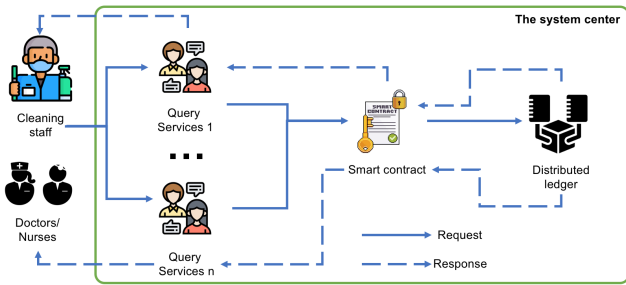 The system center
Cleaning
staff
Query
Services 1
SMART
CONTRACT
Smart contract
Distributed
ledger
Doctors/
Nurses
Query
Services n
Request
Response